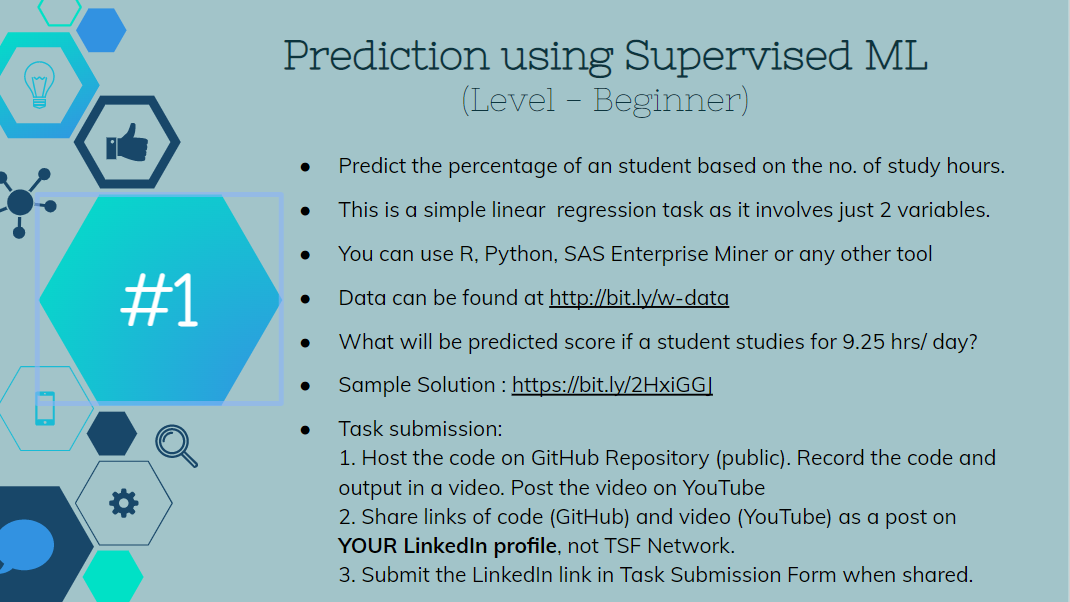 Prediction using Supervised ML
(Level - Beginner)
#1
● Predict the percentage of an student based on the no. of study hours.
● This is a simple linear regression task as it involves just 2 variables.
● You can use R, Python, SAS Enterprise Miner or any other tool
● Data can be found at http://bit.ly/w-data
● What will be predicted score if a student studies for 9.25 hrs/ day?
● Sample Solution : https://bit.ly/2HxiGGJ
● Task submission:
1. Host the code on GitHub Repository (public). Record the code and
output in a video. Post the video on YouTube
2. Share links of code (GitHub) and video (YouTube) as a post on
YOUR LinkedIn profile, not TSF Network.
3. Submit the LinkedIn link in Task Submission Form when shared.